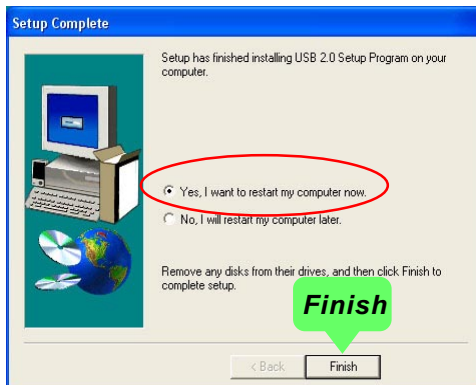 Setup Complete
Setup has finished installing USB 2.0 Setup Program on your
computer.
Yes, I want to restart my computer now.
No, I will restart my computer later.
Remove any disks from their drives, and then click Finish to
complete setup.
Finish
< Back
Finish